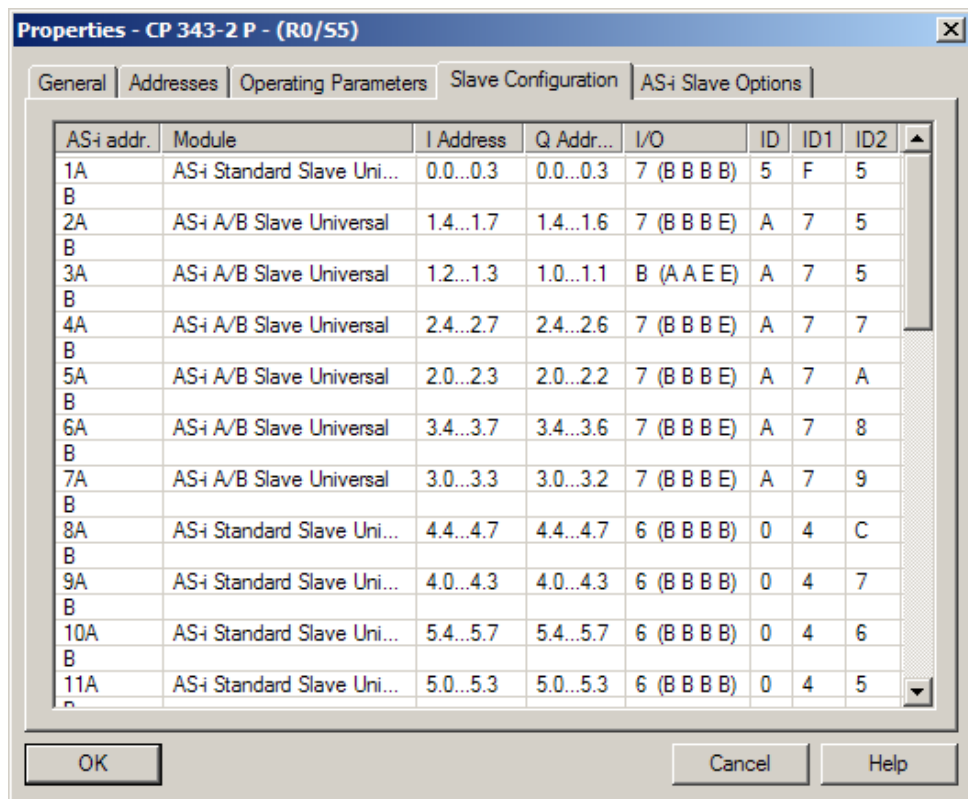 Properties - CP 343-2 P - (R0/S5)
General Addresses Operating Parameters Slave Configuration AS-i Slave Options
AS-i addr. Module I Address Q Addr... I/O ID ID1 ID2
1A AS-i Standard Slave Uni... 0.0...0.3 0.0...0.3 7 (B B B B) 5 F 5
B
2A AS-i A/B Slave Universal 1.4...1.7 1.4...1.6 7 (B B B E) A 7 5
B
3A AS-i A/B Slave Universal 1.2...1.3 1.0...1.1 B (A A E E) A 7 5
B
4A AS-i A/B Slave Universal 2.4...2.7 2.4...2.6 7 (B B B E) A 7 7
B
5A AS-i A/B Slave Universal 2.0...2.3 2.0...2.2 7 (B B B E) A 7 A
B
6A AS-i A/B Slave Universal 3.4...3.7 3.4...3.6 7 (B B B E) A 7 8
B
7A AS-i A/B Slave Universal 3.0...3.3 3.0...3.2 7 (B B B E) A 7 9
B
8A AS-i Standard Slave Uni... 4.4...4.7 4.4...4.7 6 (B B B B) 0 4 C
B
9A AS-i Standard Slave Uni... 4.0...4.3 4.0...4.3 6 (B B B B) 0 4 7
B
10A AS-i Standard Slave Uni... 5.4...5.7 5.4...5.7 6 (B B B B) 0 4 6
B
11A AS-i Standard Slave Uni... 5.0...5.3 5.0...5.3 6 (B B B B) 0 4 5
OK Cancel Help